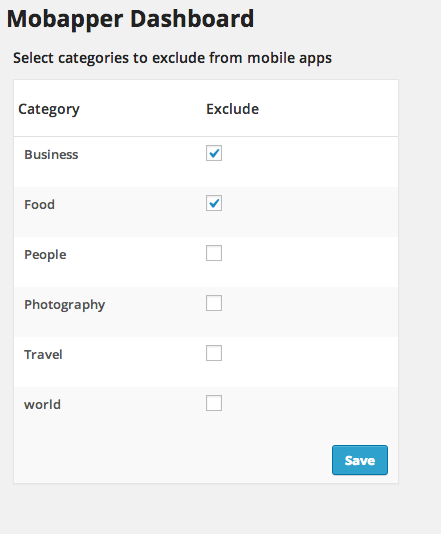 Mobapper Dashboard
Select categories to exclude from mobile apps
Category Exclude
Business
Food
People
Photography
Travel
world
Save